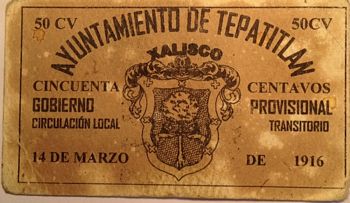 50 CV 50CV
AYUNTAMIENTO DE TEPATITLAN
XALISCO
CINCUENTA CENTAVOS
GOBIERNO PROVISIONAL
CIRCULACIÓN LOCAL TRANSITORIO
14 DE MARZO DE 1916